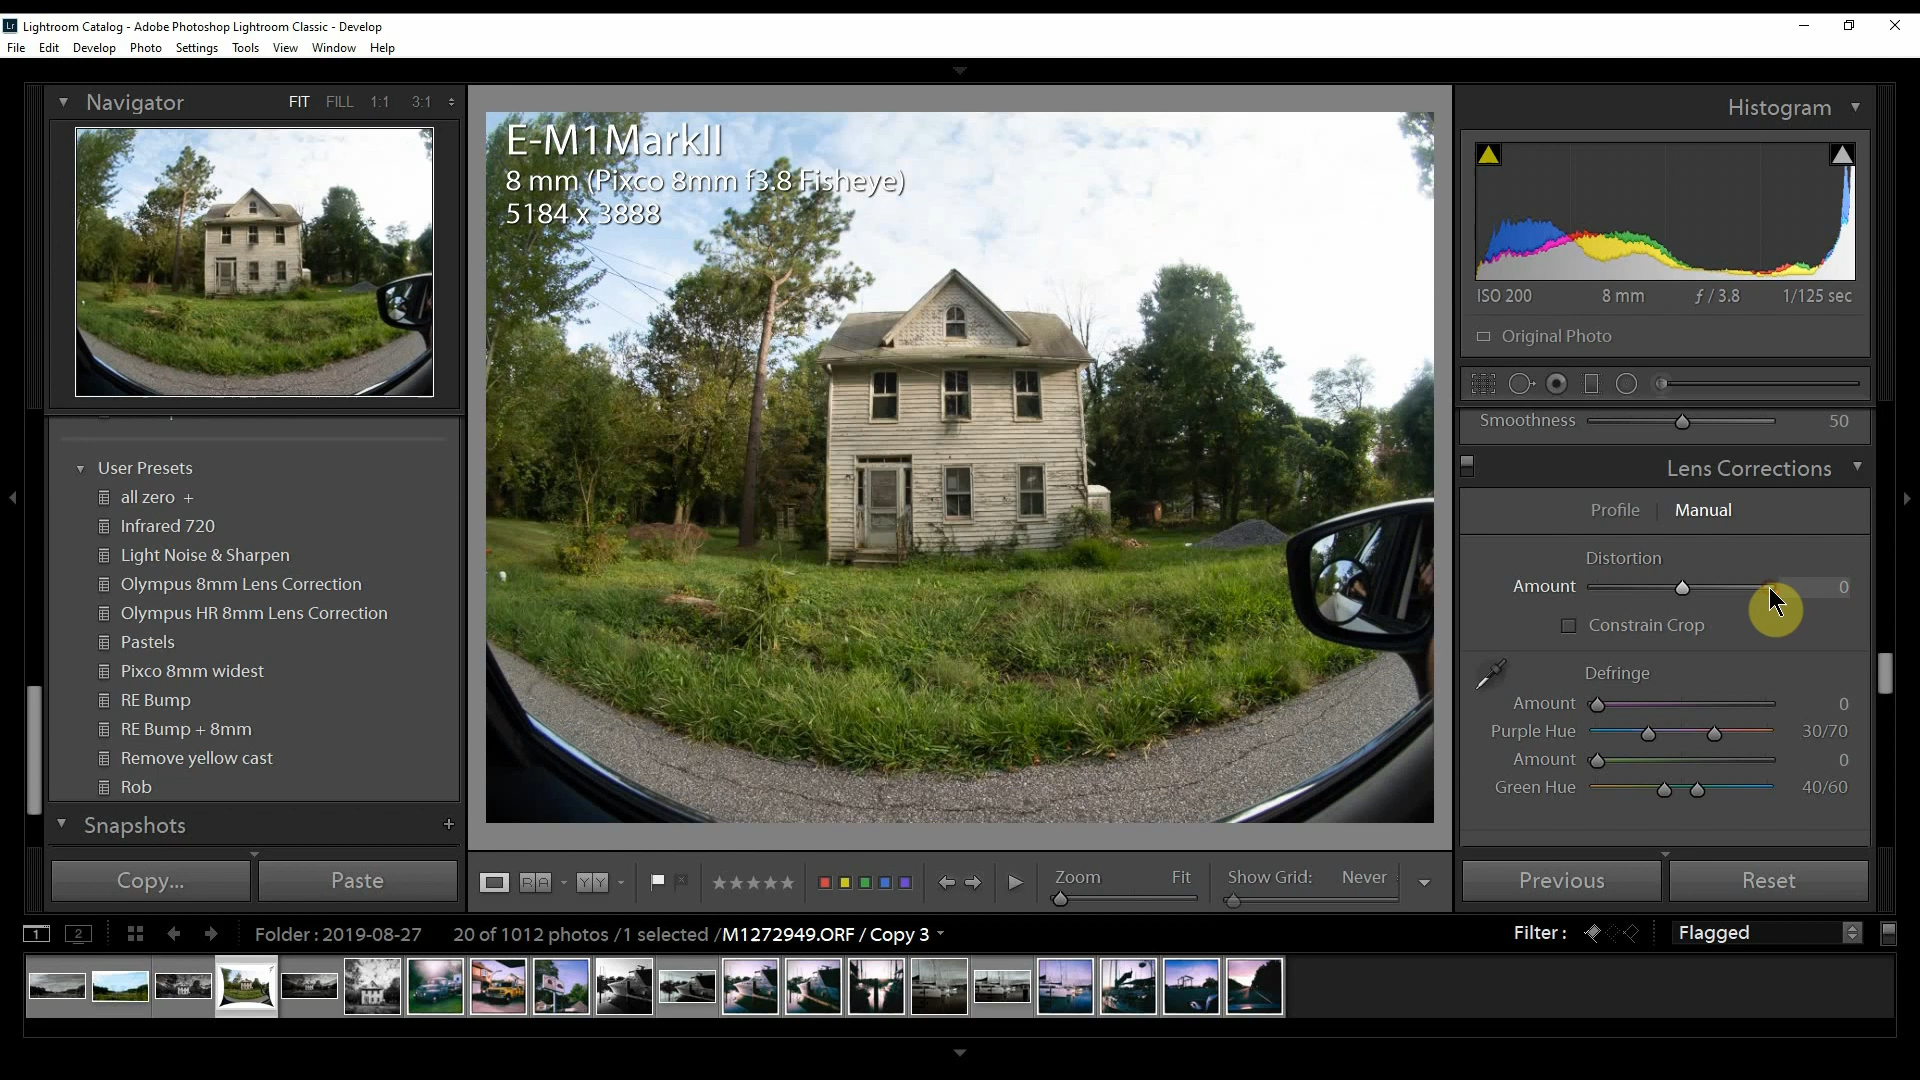 Lr Lightroom Catalog - Adobe Photoshop Lightroom Classic - Develop
File Edit Develop Photo Settings Tools View Window Help
Navigator FIT FILL 1:1 3:1
User Presets
all zero +
Infrared 720
Light Noise & Sharpen
Olympus 8mm Lens Correction
Olympus HR 8mm Lens Correction
Pastels
Pixco 8mm widest
RE Bump
RE Bump + 8mm
Remove yellow cast
Rob
Snapshots +
Copy... Paste
E-M1MarkII
8 mm (Pixco 8mm f3.8 Fisheye)
5184 x 3888
R A Y Y Zoom Fit Show Grid: Never
Histogram
ISO 200 8 mm f / 3.8 1/125 sec
Original Photo
Smoothness 50
Lens Corrections
Profile Manual
Distortion
Amount 0
Constrain Crop
Defringe
Amount 0
Purple Hue 30/70
Amount 0
Green Hue 40/60
Previous Reset
1 2 Folder : 2019-08-27 20 of 1012 photos /1 selected /M1272949.ORF / Copy 3 Filter : Flagged